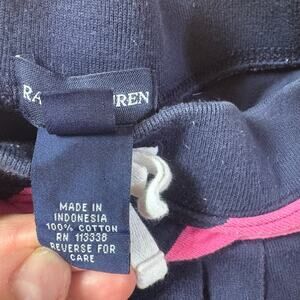 RA UREN
MADE IN
INDONESIA
100% COTTON
RN 113338
REVERSE FOR
CARE